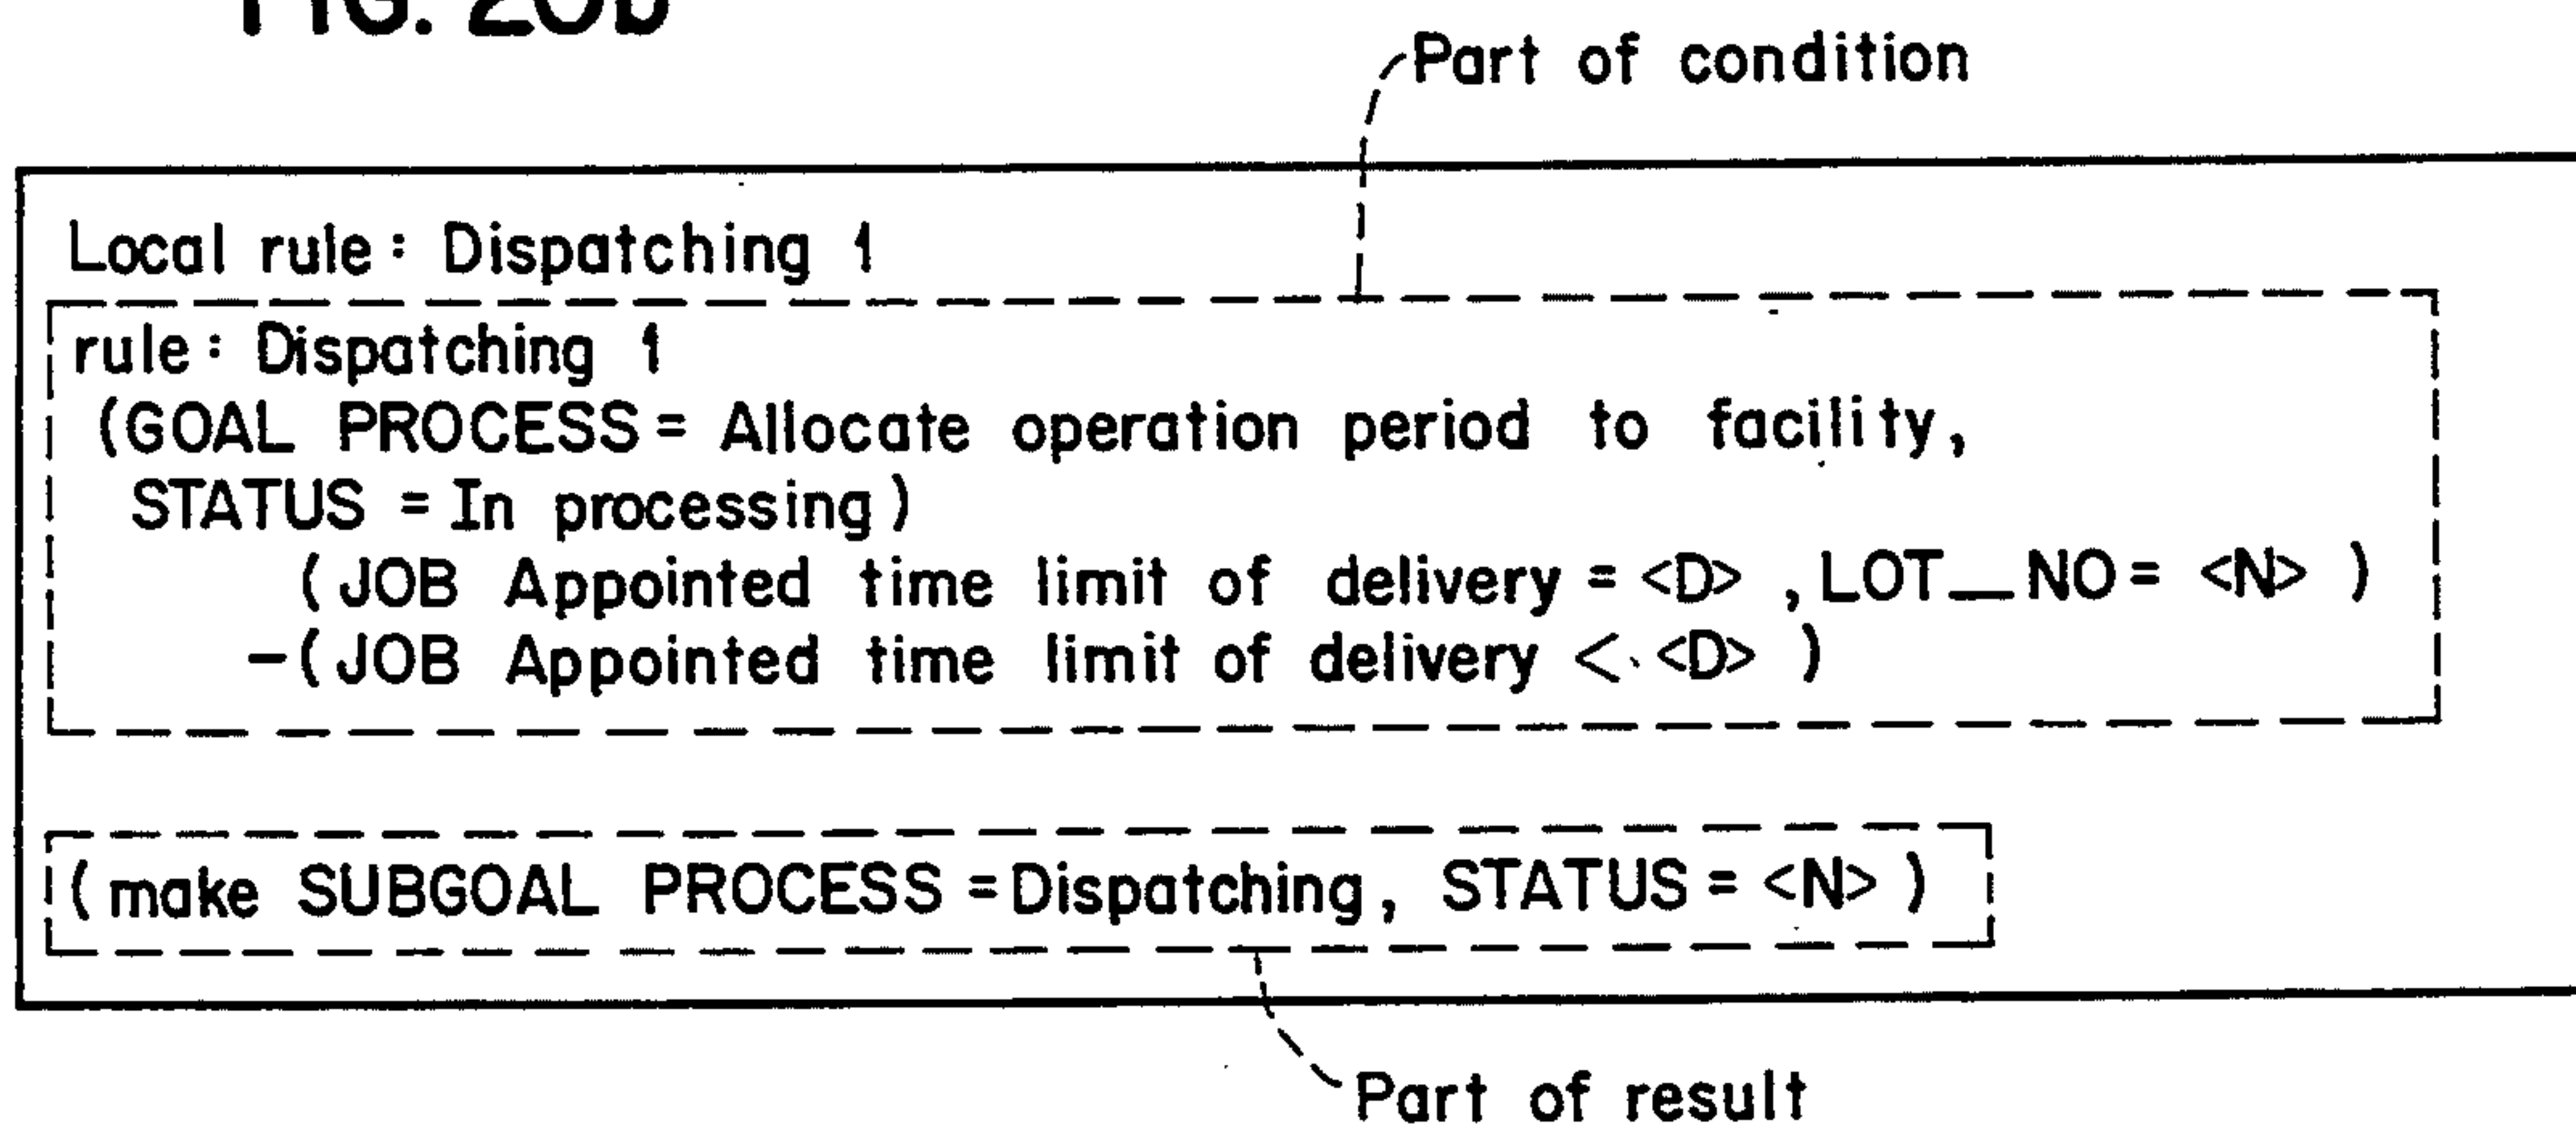 FIG. 20b
Part of condition
Local rule: Dispatching 1
rule: Dispatching 1
(GOAL PROCESS = Allocate operation period to facility,
STATUS = In processing)
(JOB Appointed time limit of delivery = <D> , LOT_NO = <N> )
-(JOB Appointed time limit of delivery < <D> )
(make SUBGOAL PROCESS = Dispatching, STATUS = <N> )
Part of result